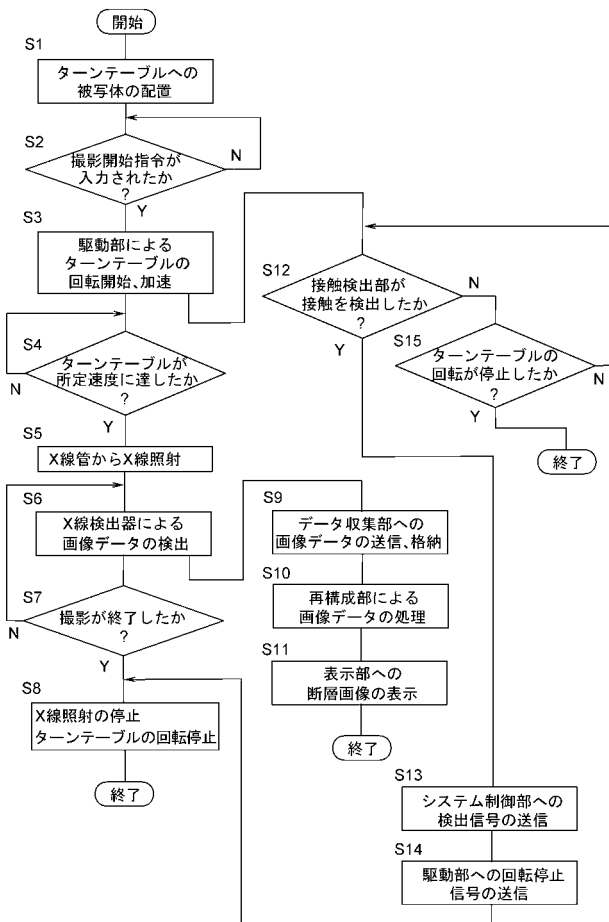 開始
S1
ターンテーブルへの
被写体の配置
S2
撮影開始指令が
入力されたか
?
N
Y
S3
駆動部による
ターンテーブルの
回転開始、加速
S4
ターンテーブルが
所定速度に達したか
?
N
Y
S5
X線管からX線照射
S6
X線検出器による
画像データの検出
S7
撮影が終了したか
?
N
Y
S8
X線照射の停止
ターンテーブルの回転停止
終了
S9
データ収集部への
画像データの送信、格納
S10
再構成部による
画像データの処理
S11
表示部への
断層画像の表示
終了
S12
接触検出部が
接触を検出したか
?
N
Y
S15
ターンテーブルの
回転が停止したか
?
N
Y
終了
S13
システム制御部への
検出信号の送信
S14
駆動部への回転停止
信号の送信